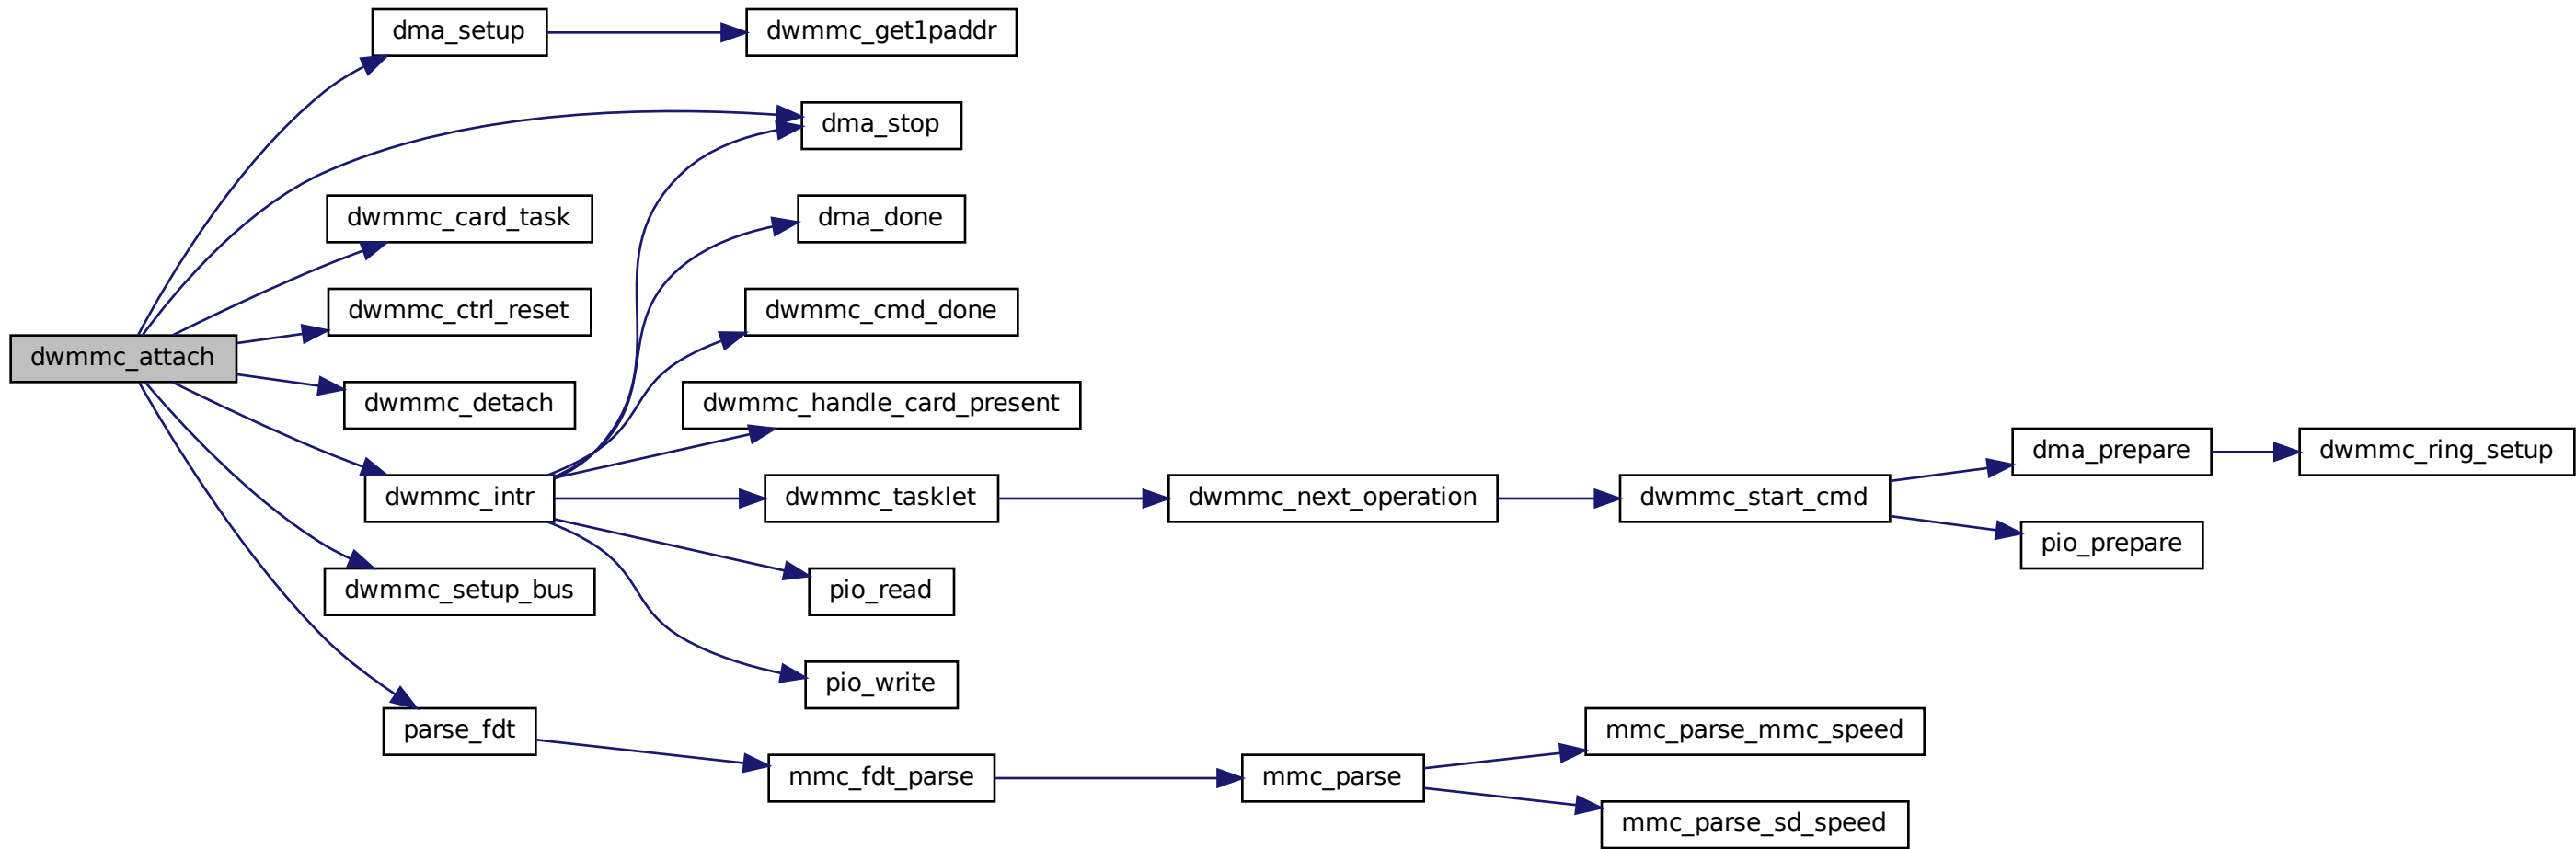 dma_setup
dwmmc_get1paddr
dma_stop
dwmmc_card_task
dma_done
dwmmc_ctrl_reset
dwmmc_cmd_done
dwmmc_attach
dwmmc_detach
dwmmc_handle_card_present
dma_prepare
dwmmc_ring_setup
dwmmc_intr
dwmmc_tasklet
dwmmc_next_operation
dwmmc_start_cmd
pio_prepare
dwmmc_setup_bus
pio_read
pio_write
parse_fdt
mmc_parse_mmc_speed
mmc_fdt_parse
mmc_parse
mmc_parse_sd_speed